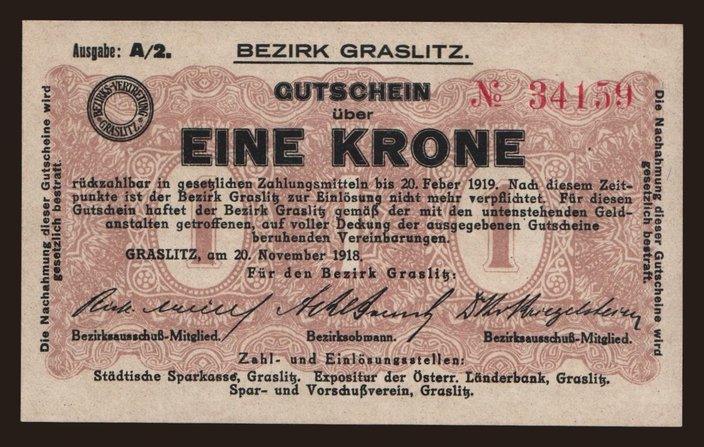 Ausgabe: A/2.
BEZIRK GRASLITZ.
BEZIRKS-VERTRETUNG
GRASLITZ
GUTSCHEIN
№ 34159
über
EINE KRONE
rückzahlbar in gesetzlichen Zahlungsmitteln bis 20. Feber 1919. Nach diesem Zeit-
punkte ist der Bezirk Graslitz zur Einlösung nicht mehr verpflichtet. Für diesen
Gutschein haftet der Bezirk Graslitz gemäß der mit den untenstehenden Geld-
anstalten getroffenen, auf voller Deckung der ausgegebenen Gutscheine
beruhenden Vereinbarungen.
GRASLITZ, am 20. November 1918.
Für den Bezirk Graslitz:
1 1
Bezirksausschuß-Mitglied. Bezirksobmann. Bezirksausschuß-Mitglied.
Zahl- und Einlösungsstellen:
Städtische Sparkasse, Graslitz. Expositur der Österr. Länderbank, Graslitz.
Spar- und Vorschußverein, Graslitz.
Die Nachahmung dieser Gutscheine wird
gesetzlich bestraft.
Die Nachahmung dieser Gutscheine wird
gesetzlich bestraft.